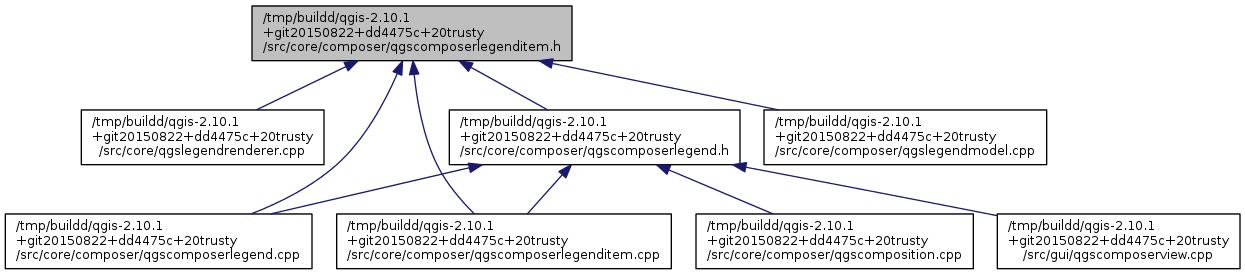 /tmp/buildd/qgis-2.10.1
+git20150822+dd4475c+20trusty
/src/core/composer/qgscomposerlegenditem.h
/tmp/buildd/qgis-2.10.1
+git20150822+dd4475c+20trusty
/src/core/qgslegendrenderer.cpp
/tmp/buildd/qgis-2.10.1
+git20150822+dd4475c+20trusty
/src/core/composer/qgscomposerlegend.h
/tmp/buildd/qgis-2.10.1
+git20150822+dd4475c+20trusty
/src/core/composer/qgslegendmodel.cpp
/tmp/buildd/qgis-2.10.1
+git20150822+dd4475c+20trusty
/src/core/composer/qgscomposerlegend.cpp
/tmp/buildd/qgis-2.10.1
+git20150822+dd4475c+20trusty
/src/core/composer/qgscomposerlegenditem.cpp
/tmp/buildd/qgis-2.10.1
+git20150822+dd4475c+20trusty
/src/core/composer/qgscomposition.cpp
/tmp/buildd/qgis-2.10.1
+git20150822+dd4475c+20trusty
/src/gui/qgscomposerview.cpp